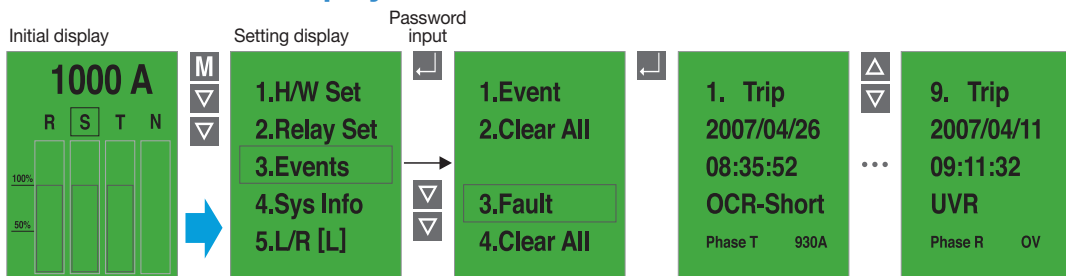 Initial display
1000 A
R S T N
100%
50%
M
Setting display
1.H/W Set
2.Relay Set
3.Events
4.Sys Info
5.L/R [L]
Password
input
1.Event
2.Clear All
3.Fault
4.Clear All
1. Trip
2007/04/26
08:35:52
OCR-Short
Phase T 930A
...
9. Trip
2007/04/11
09:11:32
UVR
Phase R OV